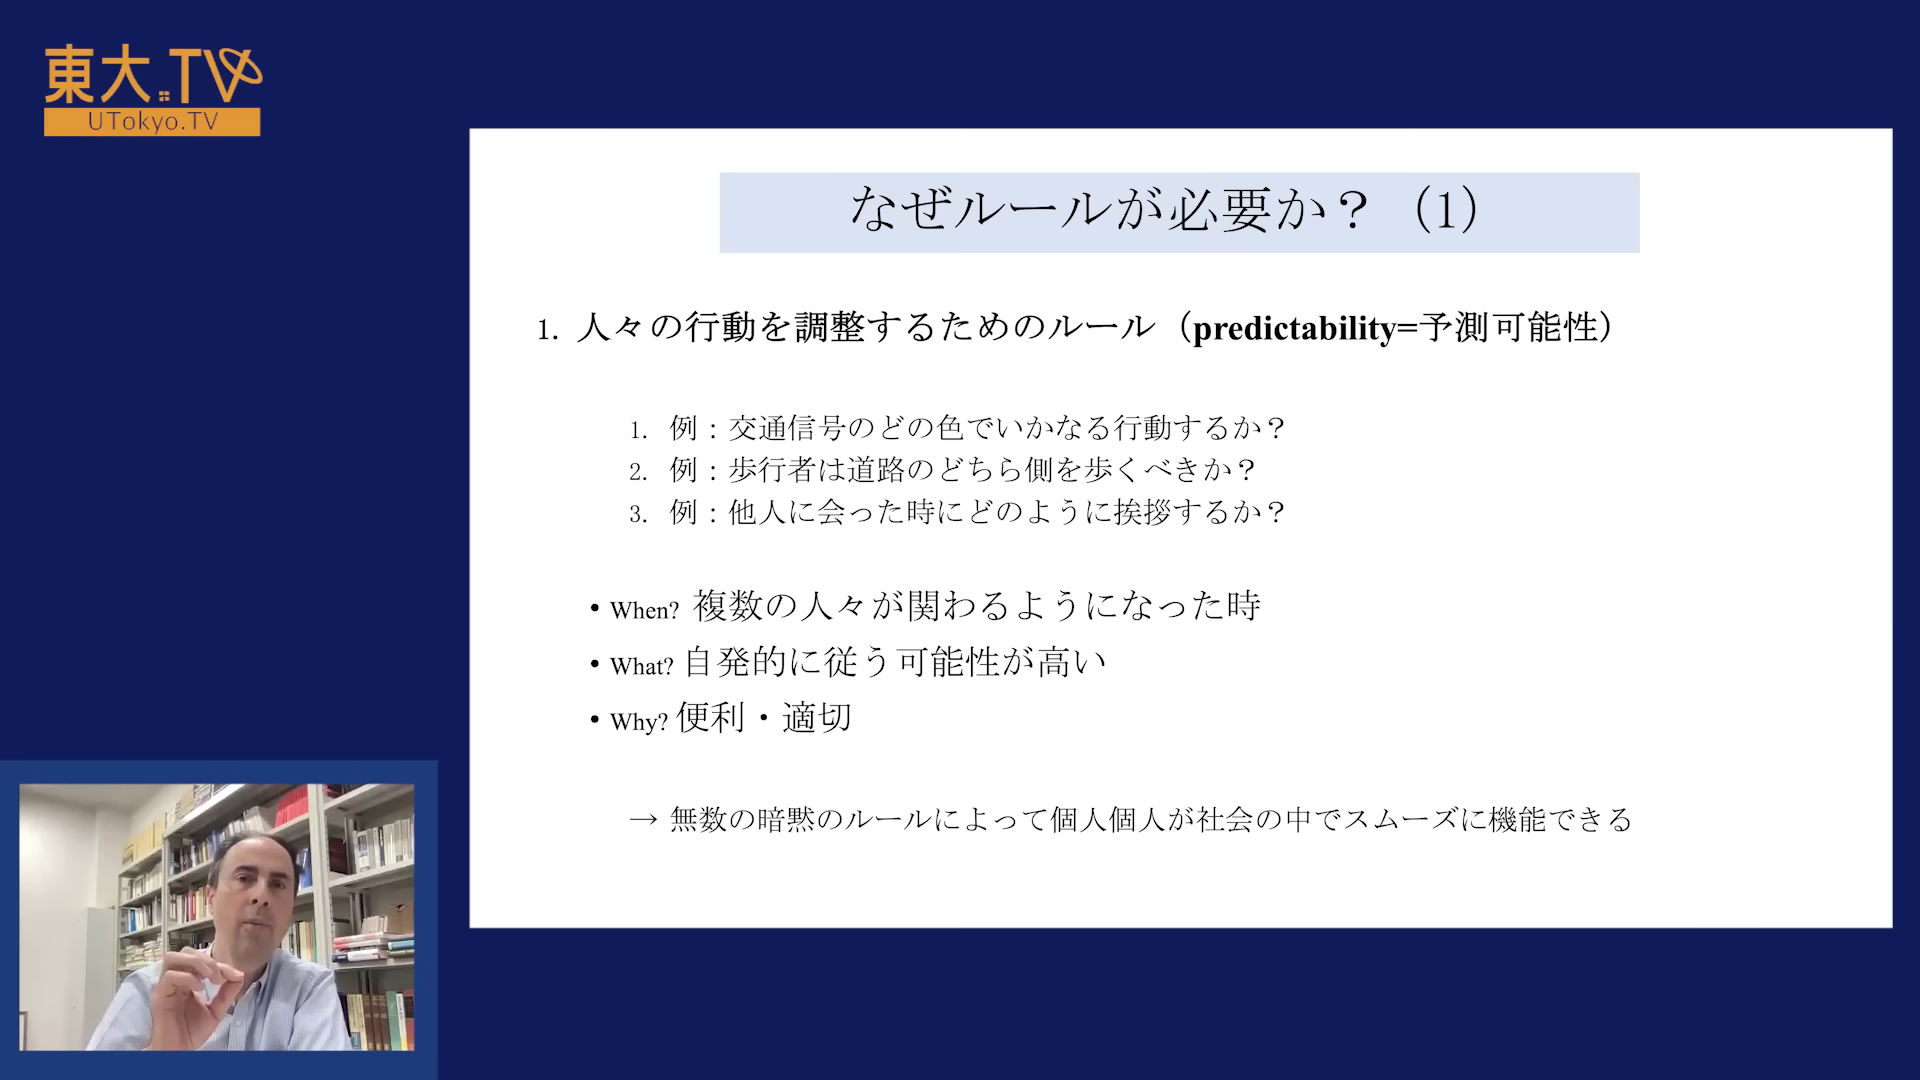 東大.TV
UTokyo.TV
なぜルールが必要か？（1）
1. 人々の行動を調整するためのルール（predictability=予測可能性）
1. 例：交通信号のどの色でいかなる行動するか？
2. 例：歩行者は道路のどちら側を歩くべきか？
3. 例：他人に会った時にどのように挨拶するか？
• When? 複数の人々が関わるようになった時
• What? 自発的に従う可能性が高い
• Why? 便利・適切
→ 無数の暗黙のルールによって個人個人が社会の中でスムーズに機能できる